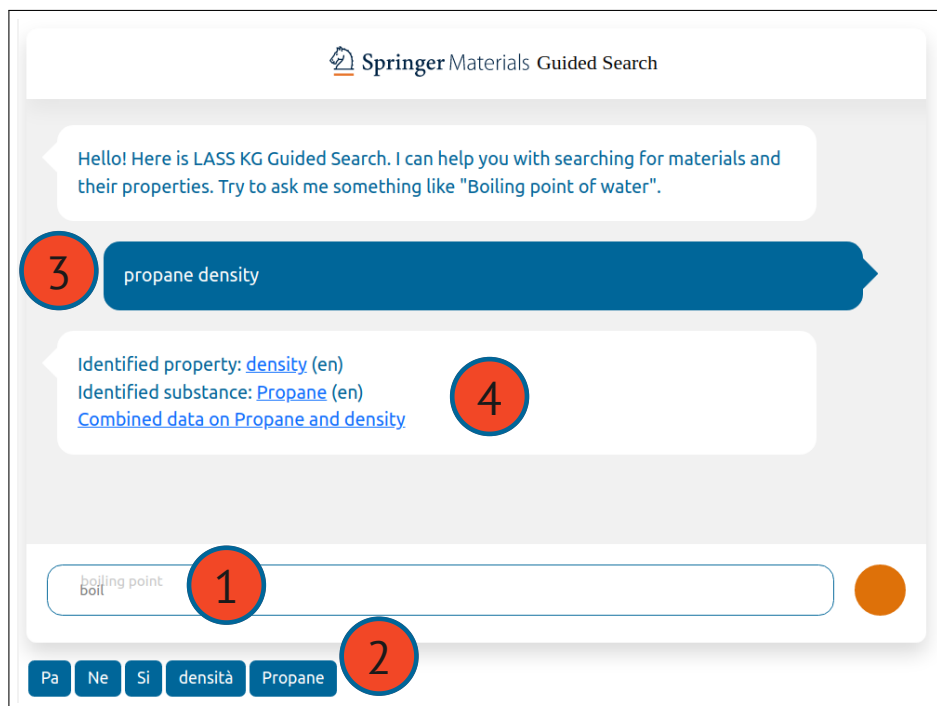 Springer Materials Guided Search
Hello! Here is LASS KG Guided Search. I can help you with searching for materials and
their properties. Try to ask me something like "Boiling point of water".
3
propane density
Identified property: density (en)
Identified substance: Propane (en)
Combined data on Propane and density
4
boiling point
boil
1
2
Pa Ne Si densità Propane